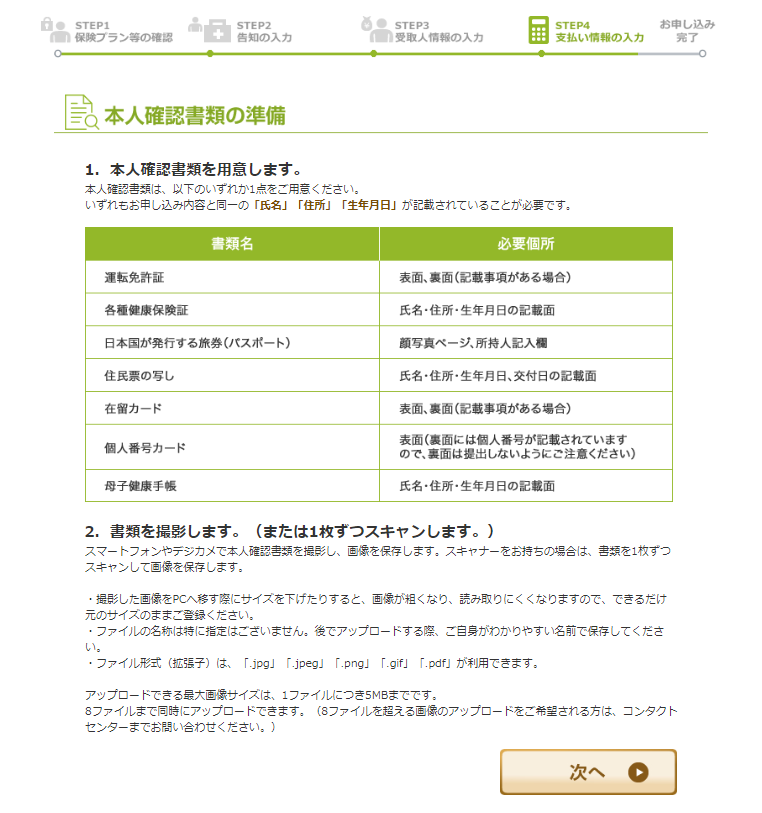 STEP1
保険プラン等の確認
STEP2
告知の入力
STEP3
受取人情報の入力
STEP4
支払い情報の入力
お申し込み
完了
本人確認書類の準備
1. 本人確認書類を用意します。
本人確認書類は、以下のいずれか1点をご用意ください。
いずれもお申し込み内容と同一の「氏名」「住所」「生年月日」が記載されていることが必要です。
書類名 必要個所
運転免許証 表面、裏面（記載事項がある場合）
各種健康保険証 氏名・住所・生年月日の記載面
日本国が発行する旅券（パスポート） 顔写真ページ、所持人記入欄
住民票の写し 氏名・住所・生年月日、交付日の記載面
在留カード 表面、裏面（記載事項がある場合）
個人番号カード 表面（裏面には個人番号が記載されています
ので、裏面は提出しないようにご注意ください）
母子健康手帳 氏名・住所・生年月日の記載面
2. 書類を撮影します。（または1枚ずつスキャンします。）
スマートフォンやデジカメで本人確認書類を撮影し、画像を保存します。スキャナーをお持ちの場合は、書類を1枚ずつ
スキャンして画像を保存します。
・撮影した画像をPCへ移す際にサイズを下げたりすると、画像が粗くなり、読み取りにくくなりますので、できるだけ
元のサイズのままご登録ください。
・ファイルの名称は特に指定はございません。後でアップロードする際、ご自身がわかりやすい名前で保存してくださ
い。
・ファイル形式（拡張子）は、「.jpg」「.jpeg」「.png」「.gif」「.pdf」が利用できます。
アップロードできる最大画像サイズは、1ファイルにつき5MBまでです。
8ファイルまで同時にアップロードできます。（8ファイルを超える画像のアップロードをご希望される方は、コンタクト
センターまでお問い合わせください。）
次へ